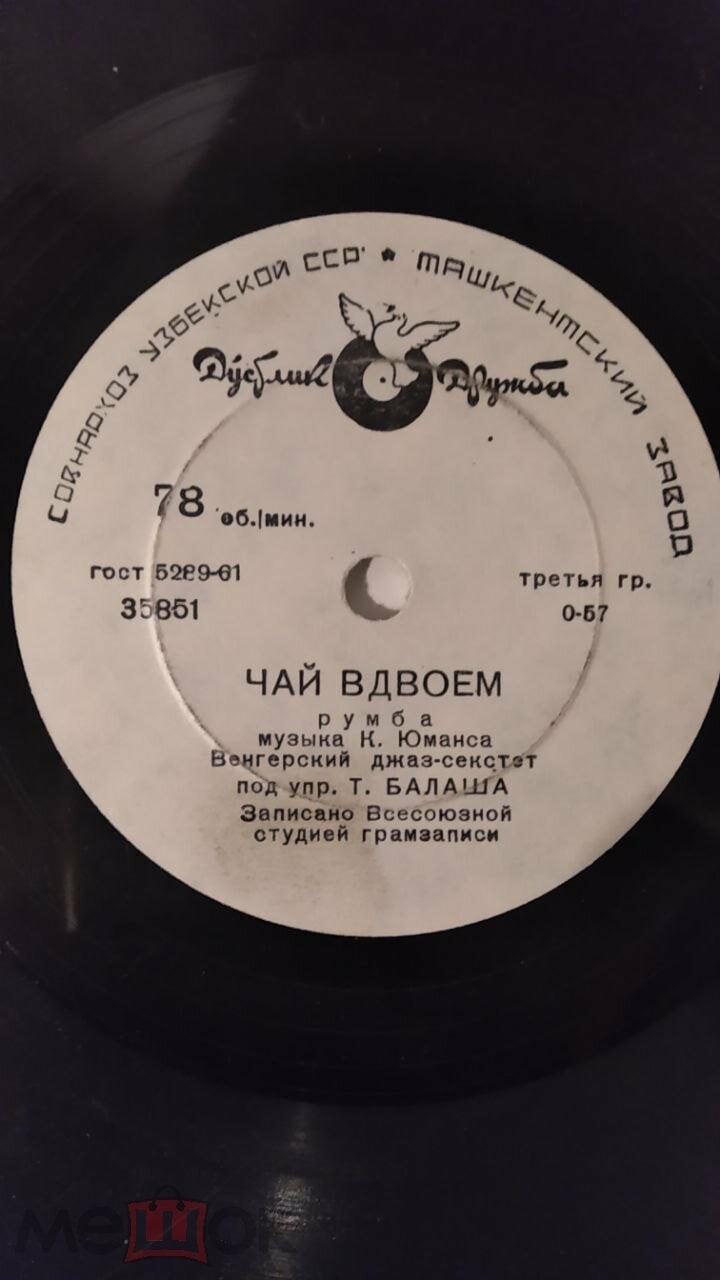 СОВНАРХОЗ УЗБЕКСКОЙ ССР * ТАШКЕНТСКИЙ ЗАВОД
Дўстлик Дружба
78 об./мин.
гост 5289-61 третья гр.
35851 0-57
ЧАЙ ВДВОЕМ
румба
музыка К. Юманса
Венгерский джаз-секстэт
под упр. Т. БАЛАША
Записано Всесоюзной
студией грамзаписи
мешок